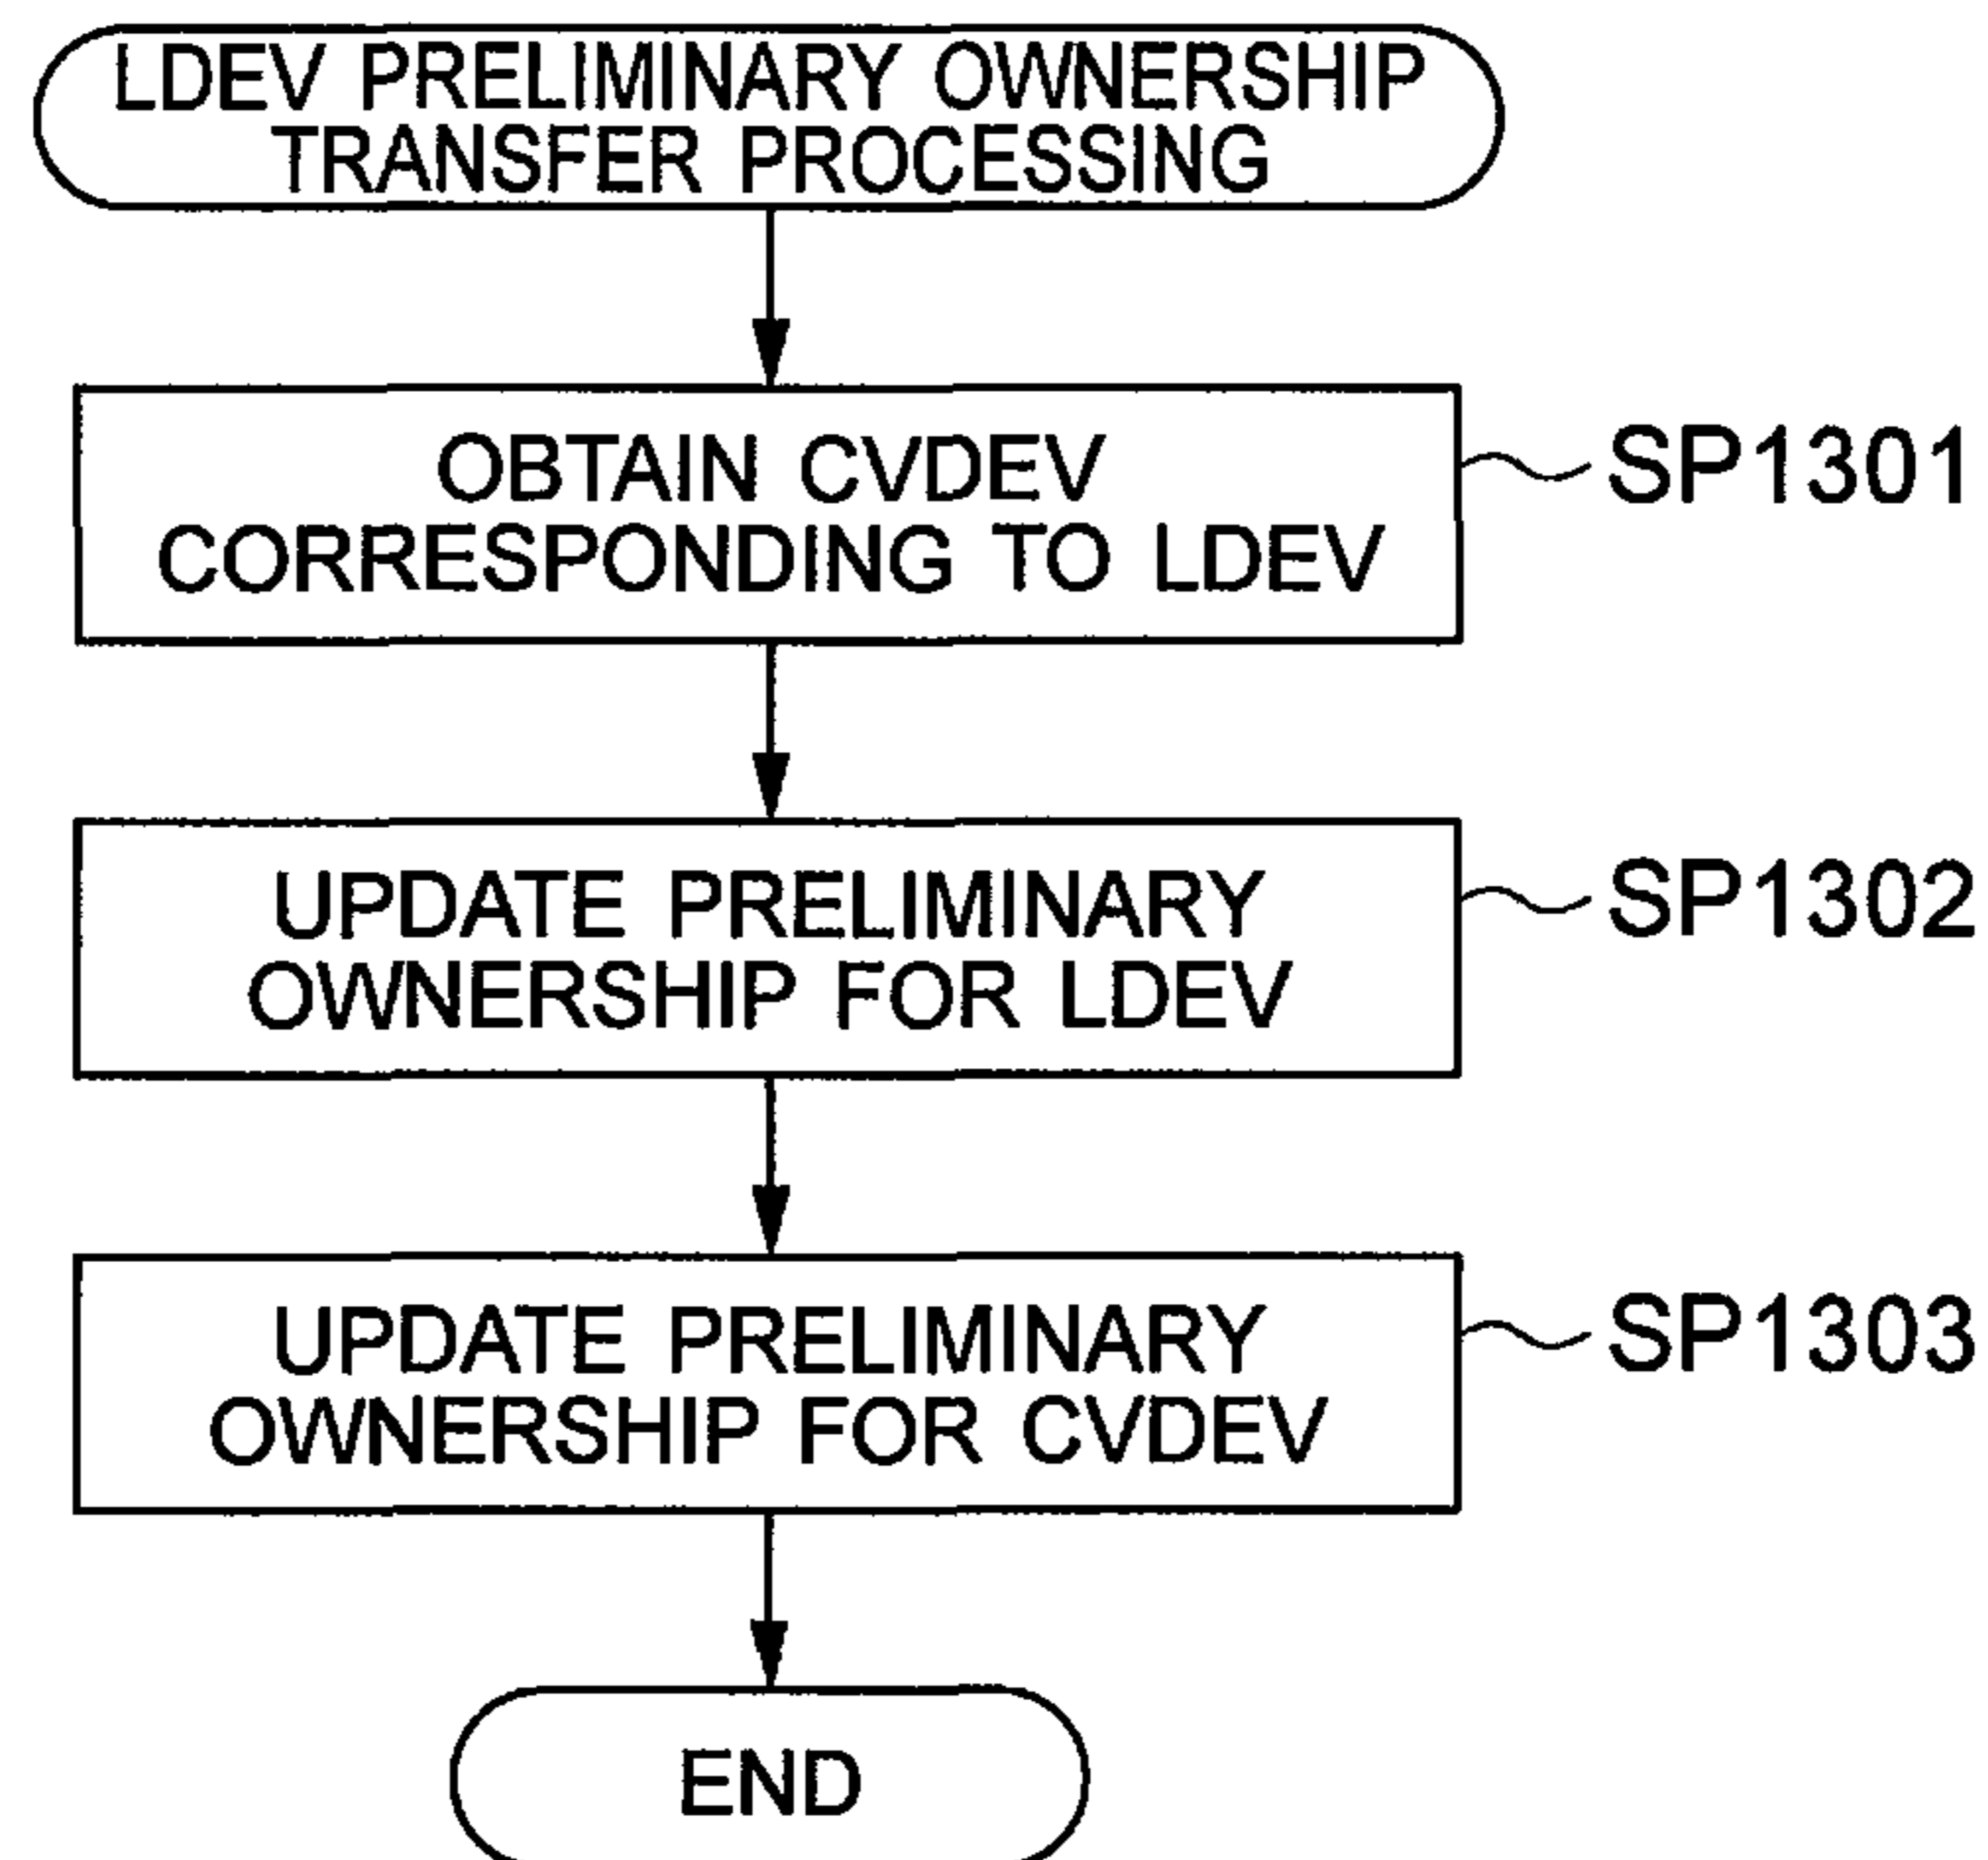 LDEV PRELIMINARY OWNERSHIP
TRANSFER PROCESSING
OBTAIN CVDEV
CORRESPONDING TO LDEV
SP1301
UPDATE PRELIMINARY
OWNERSHIP FOR LDEV
SP1302
UPDATE PRELIMINARY
OWNERSHIP FOR CVDEV
SP1303
END